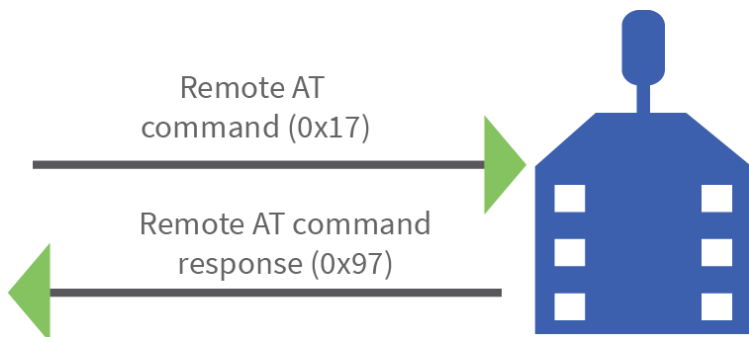 Remote AT
command (0x17)
Remote AT command
response (0x97)